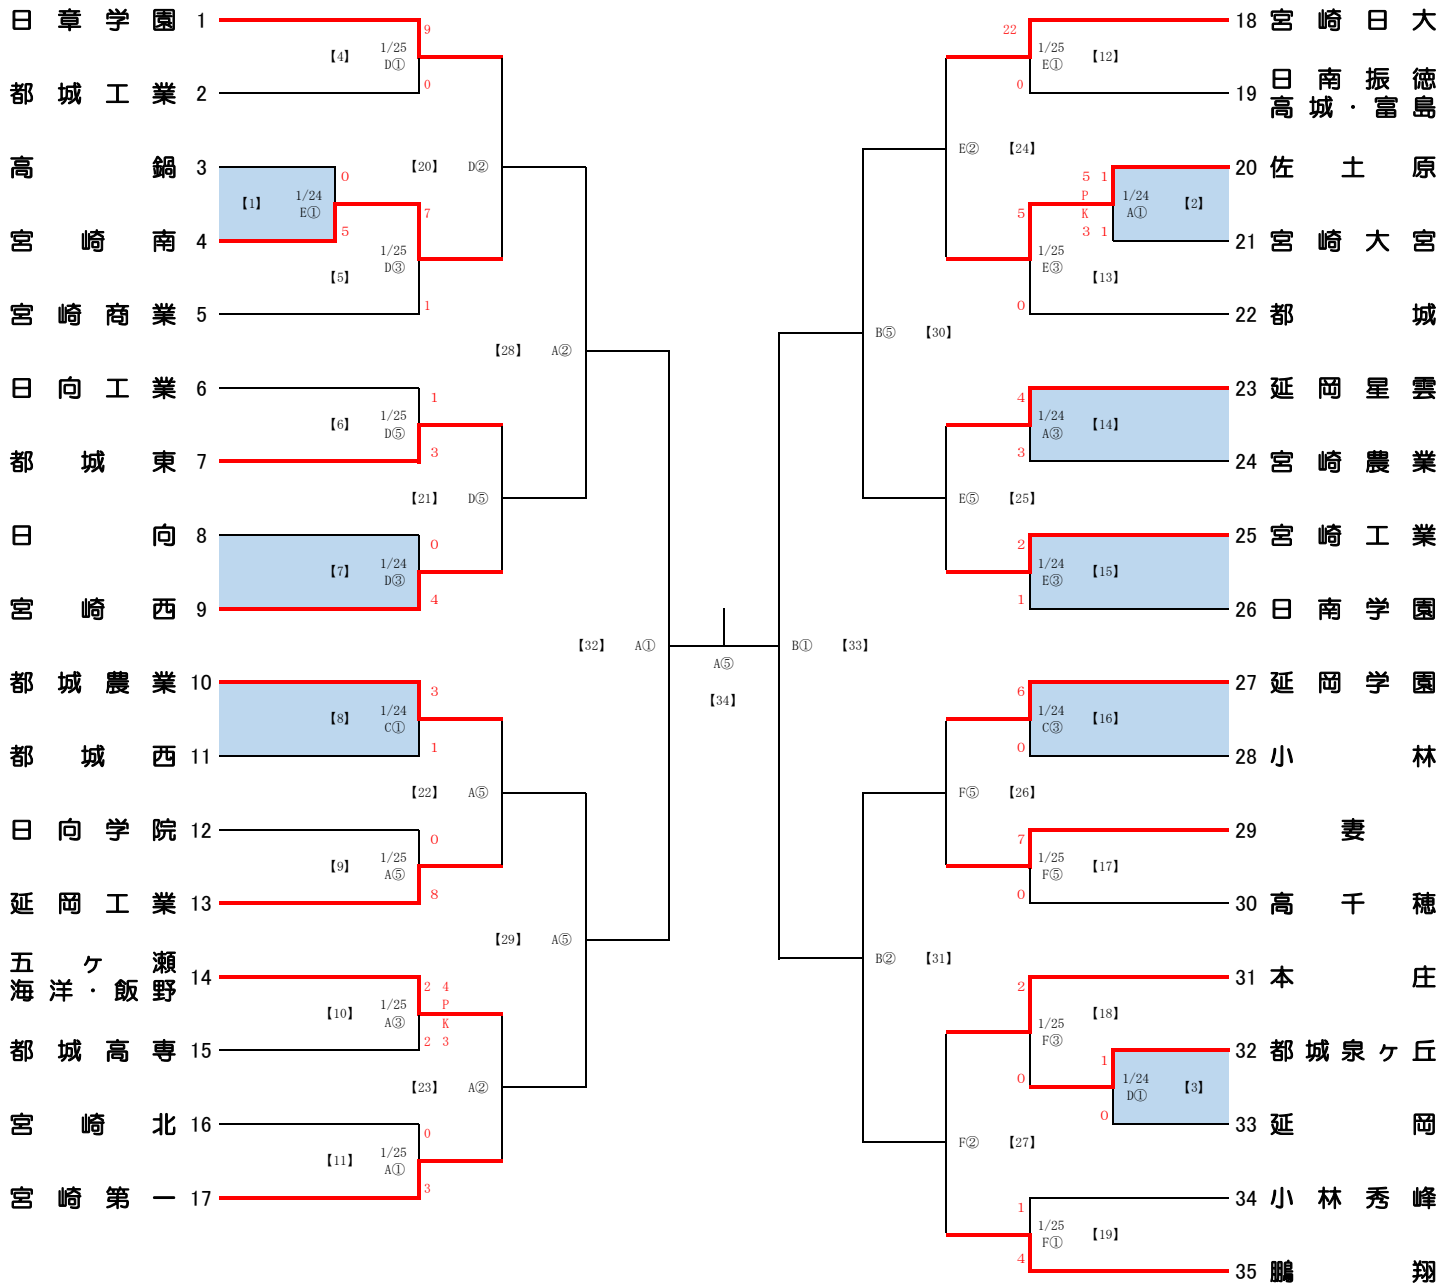 日章学園 1
9
【4】 1/25
D①
都城工業 2
0
高鍋 3
0
【20】 D②
【1】 1/24
E①
宮崎南 4
5
7
1/25
D③
【5】
宮崎商業 5
1
【28】 A②
日向工業 6
1
【6】 1/25
D⑤
都城東 7
3
【21】 D⑤
日向 8
0
【7】 1/24
D③
宮崎西 9
4
【32】 A①
都城農業 10
3
【8】 1/24
C①
都城西 11
1
【22】 A⑤
日向学院 12
0
【9】 1/25
A⑤
延岡工業 13
8
【29】 A⑤
五ヶ瀬
海洋・飯野 14
2 4
P
K
2 3
【10】 1/25
A③
都城高専 15
【23】 A②
宮崎北 16
0
【11】 1/25
A①
宮崎第一 17
3
A⑤
【34】
18 宮崎日大
22
1/25
E①
【12】
0
19 日南振徳
高城・富島
E② 【24】
20 佐土原
5 1
P
K
3 1
1/24
A①
【2】
21 宮崎大宮
5
1/25
E③
【13】
0
22 都城
B⑤ 【30】
23 延岡星雲
4
1/24
A③
【14】
3
24 宮崎農業
E⑤ 【25】
25 宮崎工業
2
1/24
E③
【15】
1
26 日南学園
B① 【33】
27 延岡学園
6
1/24
C③
【16】
0
28 小林
F⑤ 【26】
29 妻
7
1/25
F⑤
【17】
0
30 高千穂
B② 【31】
31 本庄
2
1/25
F③
【18】
0
32 都城泉ヶ丘
1
1/24
D①
【3】
0
33 延岡
F② 【27】
34 小林秀峰
1
1/25
F①
【19】
4
35 鵬翔